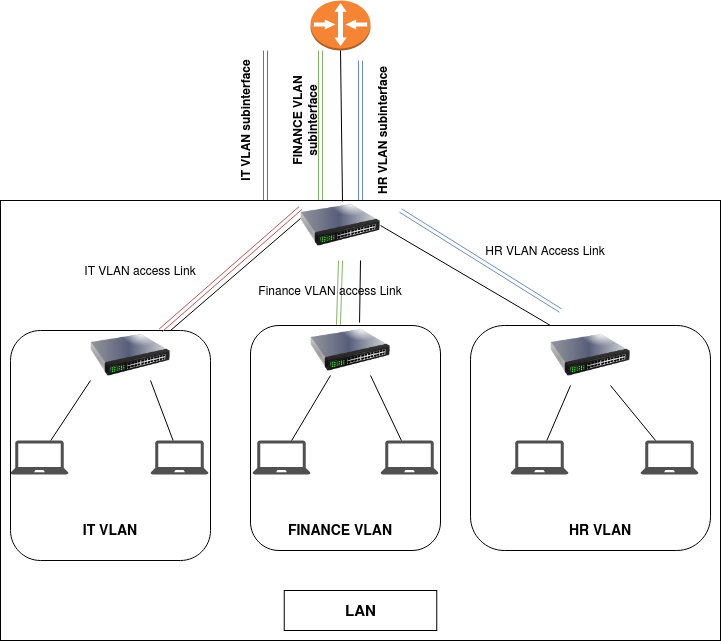 IT VLAN subinterface
FINANCE VLAN
subinterface
HR VLAN subinterface
IT VLAN access Link
Finance VLAN access Link
HR VLAN Access Link
IT VLAN
FINANCE VLAN
HR VLAN
LAN